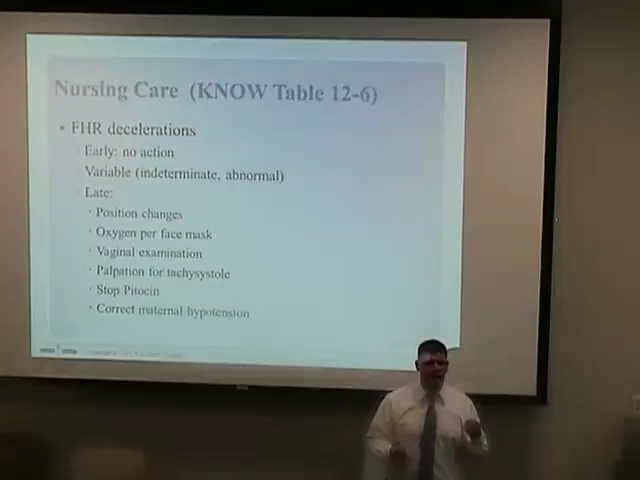 Nursing Care (KNOW Table 12-6)
• FHR decelerations
Early: no action
Variable (indeterminate, abnormal)
Late:
• Position changes
• Oxygen per face mask
• Vaginal examination
• Palpation for tachysystole
• Stop Pitocin
• Correct maternal hypotension